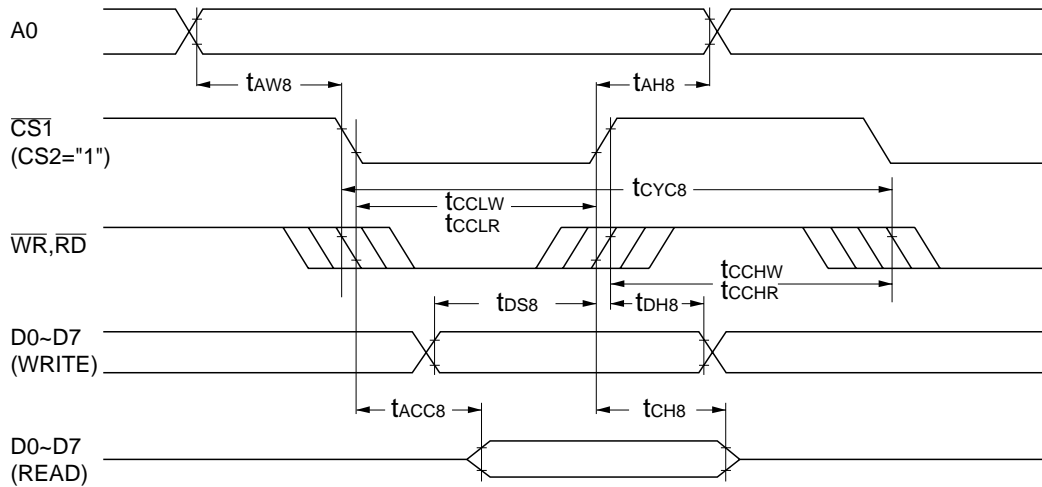 A0
tAW8
tAH8
CS1
(CS2="1")
tCYC8
tCCLW
tCCLR
WR,RD
tCCHW
tCCHR
tDS8
tDH8
D0~D7
(WRITE)
tACC8
tCH8
D0~D7
(READ)